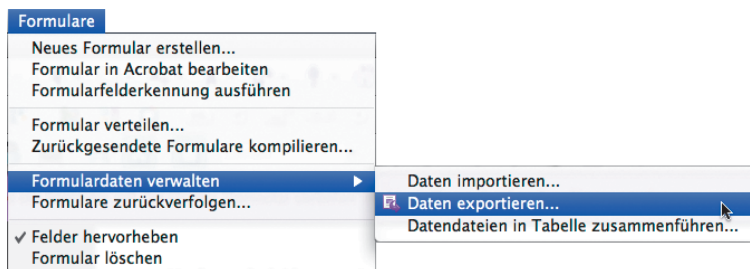 Formulare
Neues Formular erstellen...
Formular in Acrobat bearbeiten
Formularfelderkennung ausführen
Formular verteilen...
Zurückgesendete Formulare kompilieren...
Formulardaten verwalten
Formulare zurückverfolgen...
Felder hervorheben
Formular löschen
Daten importieren...
Daten exportieren...
Datendateien in Tabelle zusammenführen...